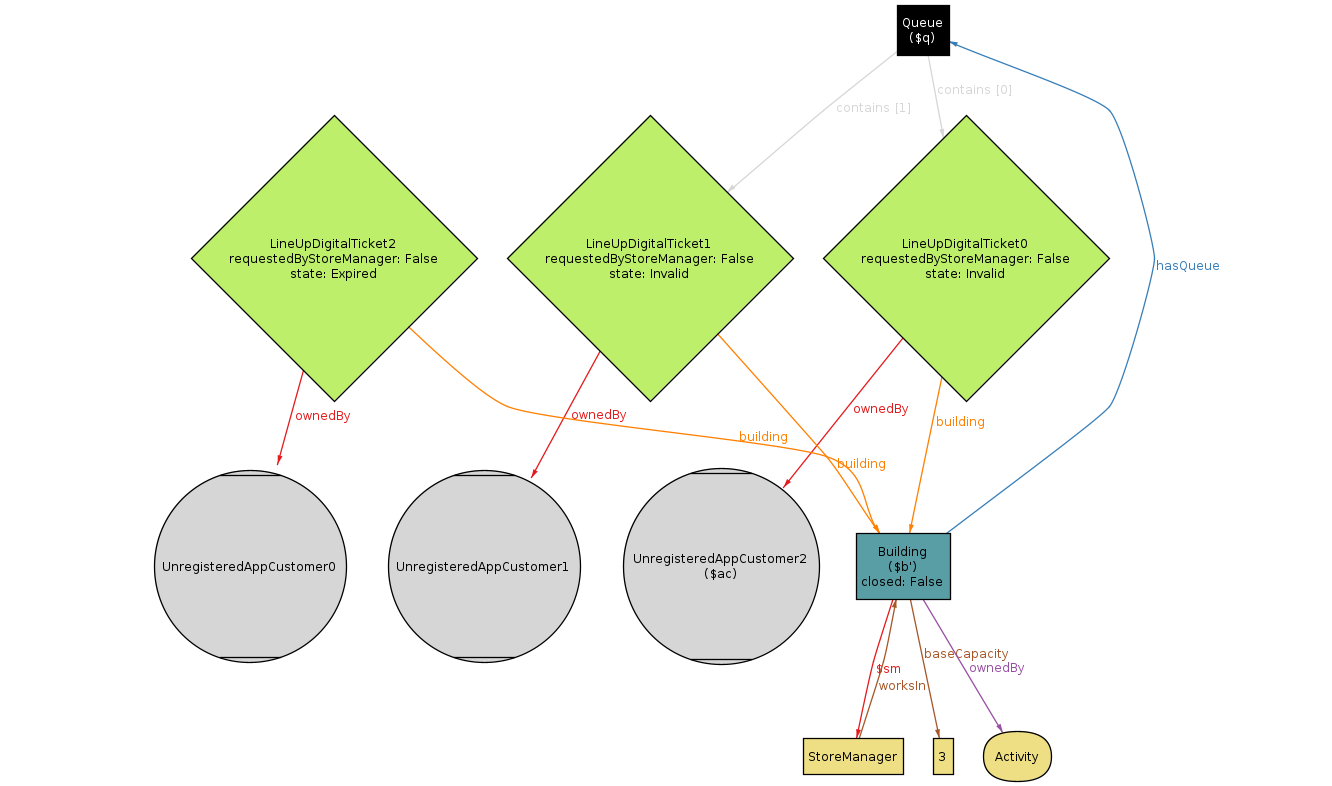 Queue
($q)
contains [0]
contains [1]
LineUpDigitalTicket2
requestedByStoreManager: False
state: Expired
LineUpDigitalTicket1
requestedByStoreManager: False
state: Invalid
LineUpDigitalTicket0
requestedByStoreManager: False
state: Invalid
hasQueue
ownedBy
ownedBy
ownedBy
building
building
building
UnregisteredAppCustomer0
UnregisteredAppCustomer1
UnregisteredAppCustomer2
($ac)
Building
($b')
closed: False
baseCapacity
ownedBy
$sm
worksIn
StoreManager
3
Activity